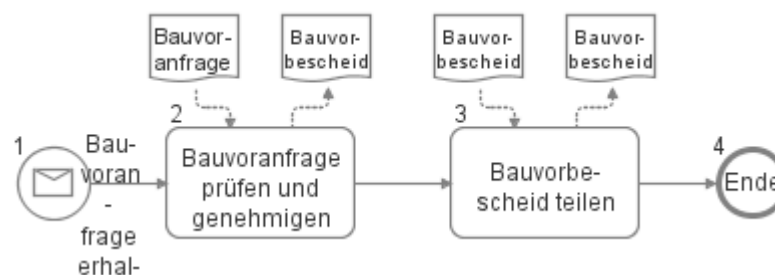 Bauvor-
anfrage
Bauvor-
bescheid
Bauvor-
bescheid
Bauvor-
bescheid
1
Bau-
voran
-
frage
erhal-
2
Bauvoranfrage
prüfen und
genehmigen
3
Bauvorbe-
scheid teilen
4
Ende